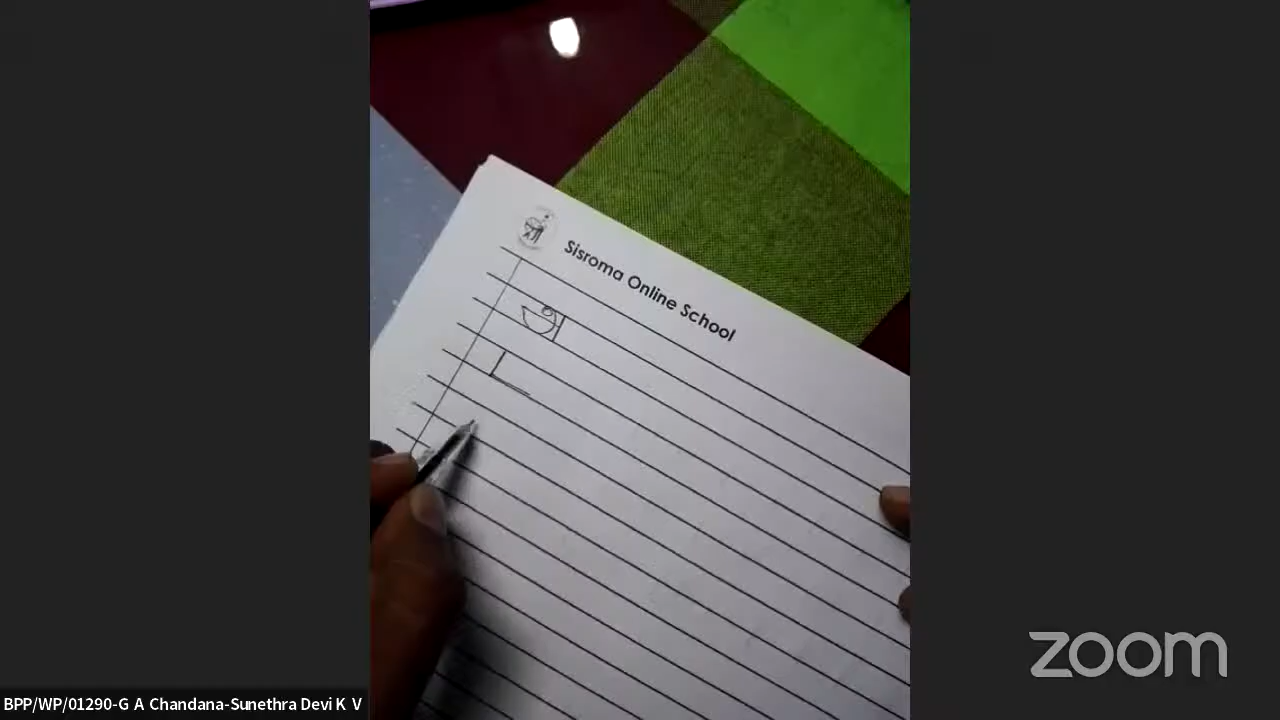 Sisroma Online School
L
zoom
BPP/WP/01290-G A Chandana-Sunethra Devi K V